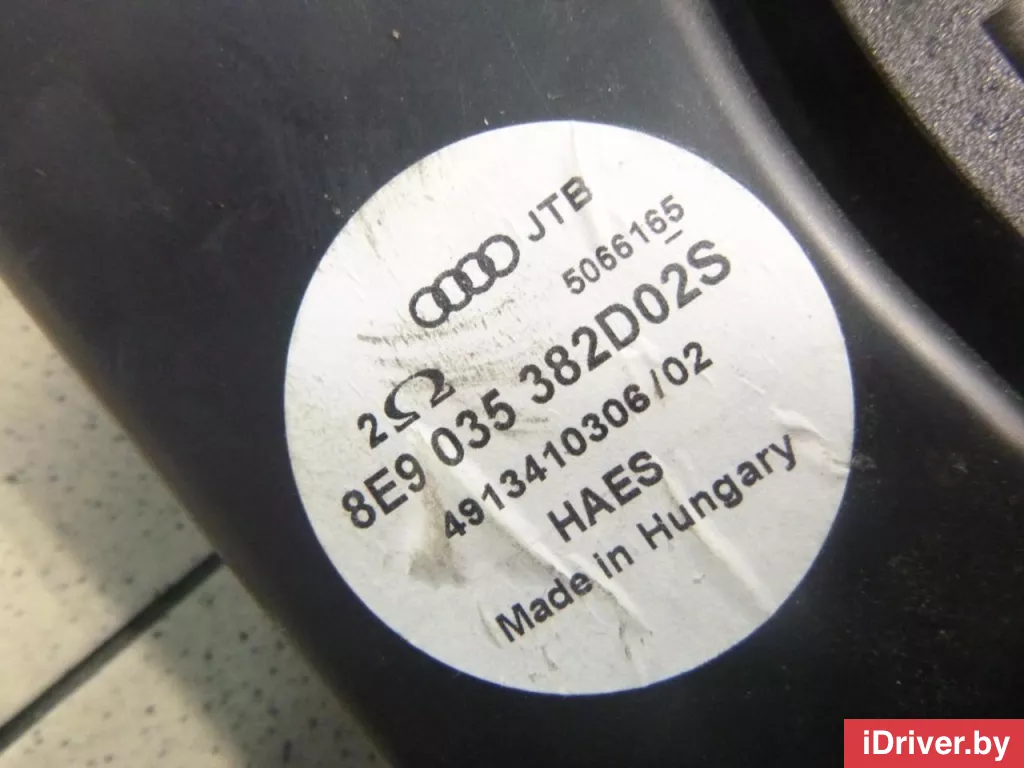 JTB
5066165
2Ω
8E9 035 382D02S
4913410306/02
HAES
Made in Hungary
iDriver.by